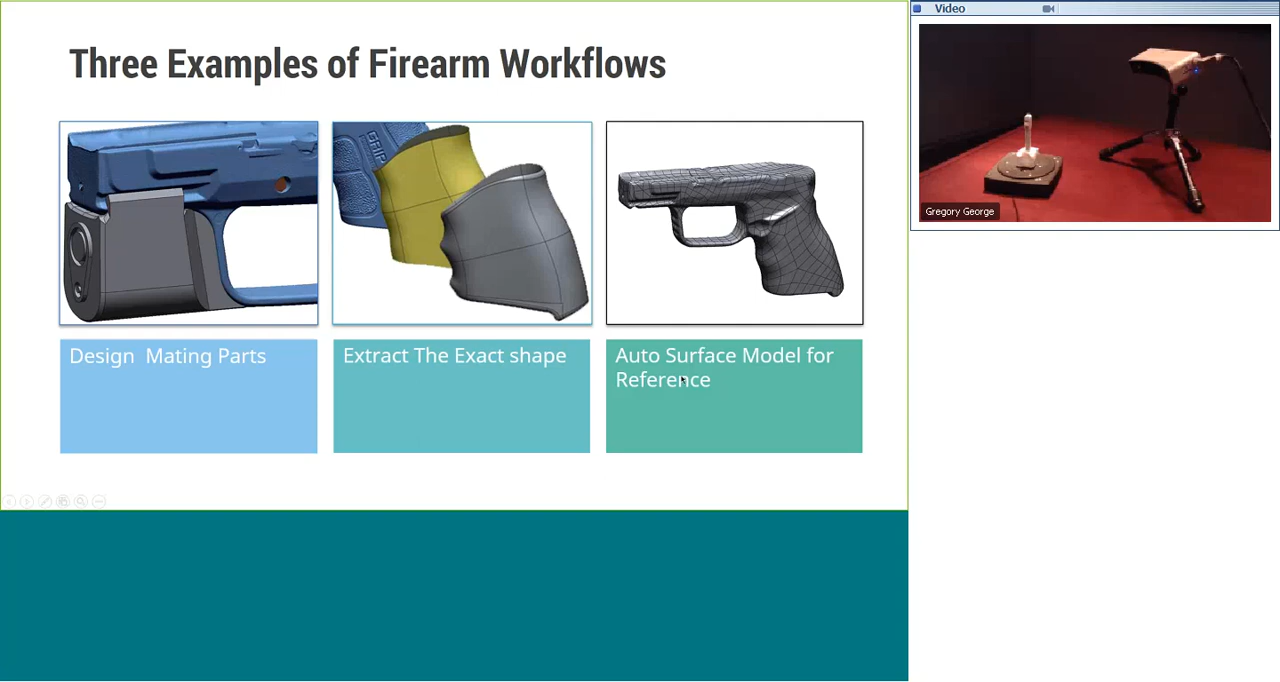 Three Examples of Firearm Workflows
GRIP
Design  Mating Parts
Extract The Exact shape
Auto Surface Model for
Reference
Video
Gregory George